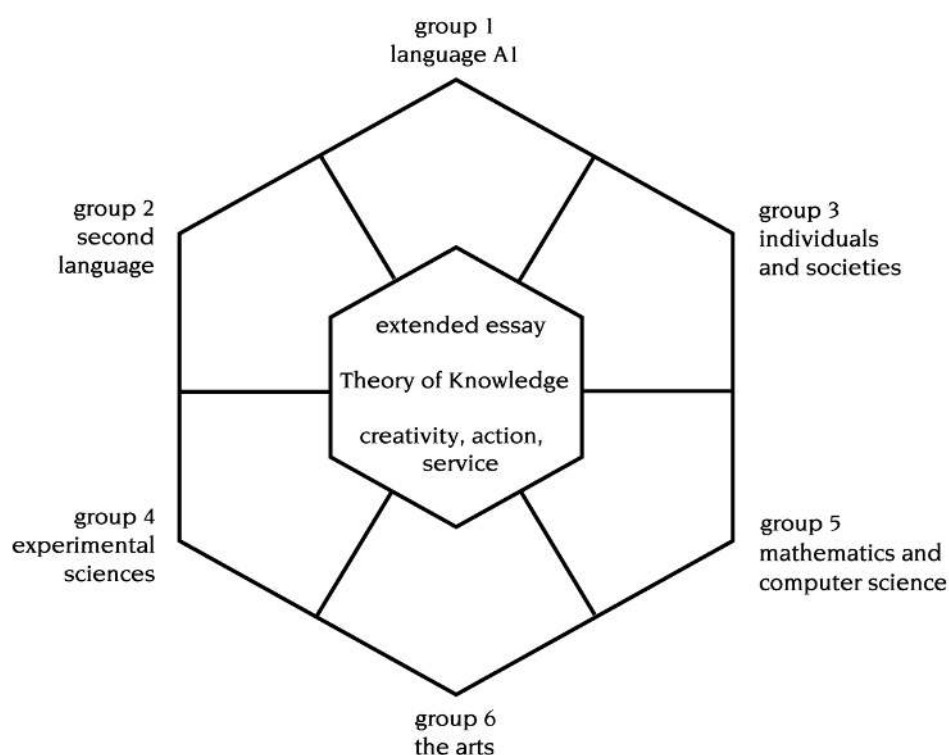 group 1
language A1
group 2
second
language
group 3
individuals
and societies
extended essay
Theory of Knowledge
creativity, action,
service
group 4
experimental
sciences
group 5
mathematics and
computer science
group 6
the arts